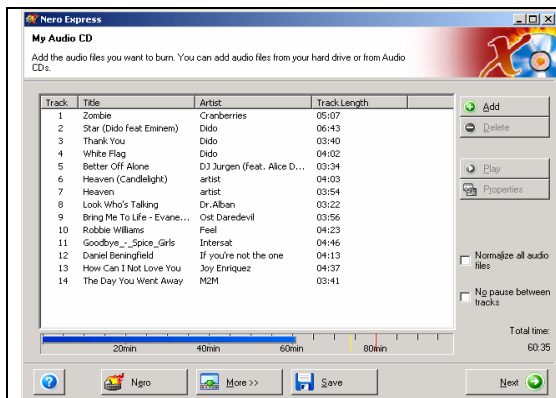 Nero Express
My Audio CD
Add the audio files you want to burn. You can add audio files from your hard drive or from Audio
CDs.
Track Title Artist Track Length
1 Zombie Cranberries 05:07
2 Star (Dido feat Eminem) Dido 06:43
3 Thank You Dido 03:40
4 White Flag Dido 04:02
5 Better Off Alone DJ Jurgen (feat. Alice D... 03:34
6 Heaven (Candlelight) artist 04:03
7 Heaven artist 03:54
8 Look Who's Talking Dr.Alban 03:22
9 Bring Me To Life - Evane... Ost Daredevil 03:56
10 Robbie Williams Feel 04:23
11 Goodbye_-_Spice_Girls Intersat 04:46
12 Daniel Beningfield If you're not the one 04:13
13 How Can I Not Love You Joy Enriquez 04:37
14 The Day You Went Away M2M 03:41
Add
Delete
Play
Properties
Normalize all audio
files
No pause between
tracks
Total time:
60:35
20min 40min 60min 80min
Nero More >> Save Next